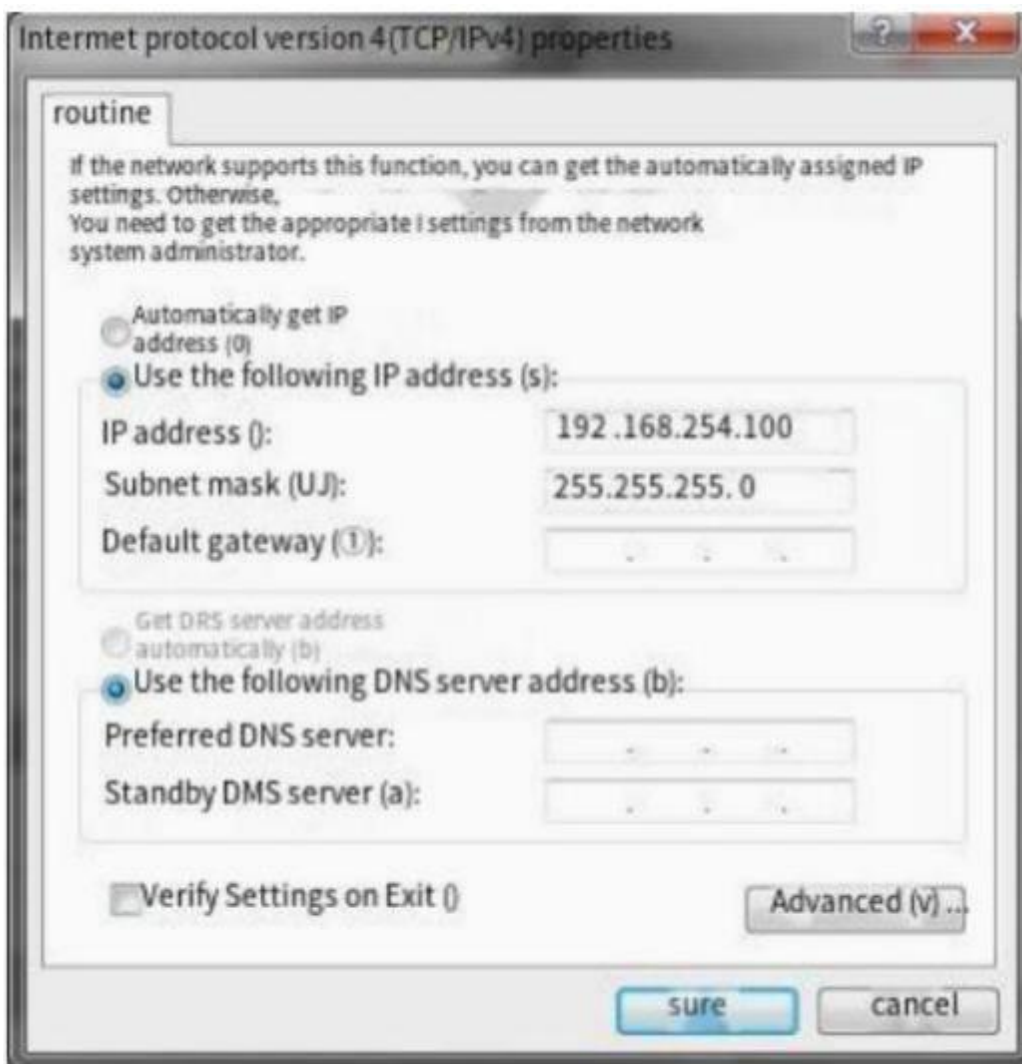 Intermet protocol version 4(TCP/IPv4) properties
?
X
routine
If the network supports this function, you can get the automatically assigned IP
settings. Otherwise,
You need to get the appropriate I settings from the network
system administrator.
Automatically get IP
address (0)
Use the following IP address (s):
IP address ():
192 .168.254.100
Subnet mask (UJ):
255.255.255. 0
Default gateway (①):
. . .
Get DRS server address
automatically (b)
Use the following DNS server address (b):
Preferred DNS server:
. . .
Standby DMS server (a):
. . .
Verify Settings on Exit ()
Advanced (v) ...
sure
cancel